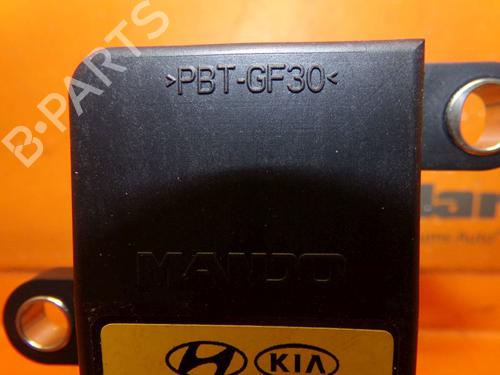 B-PARTS
>PBT-GF30<
MANDO
KIA